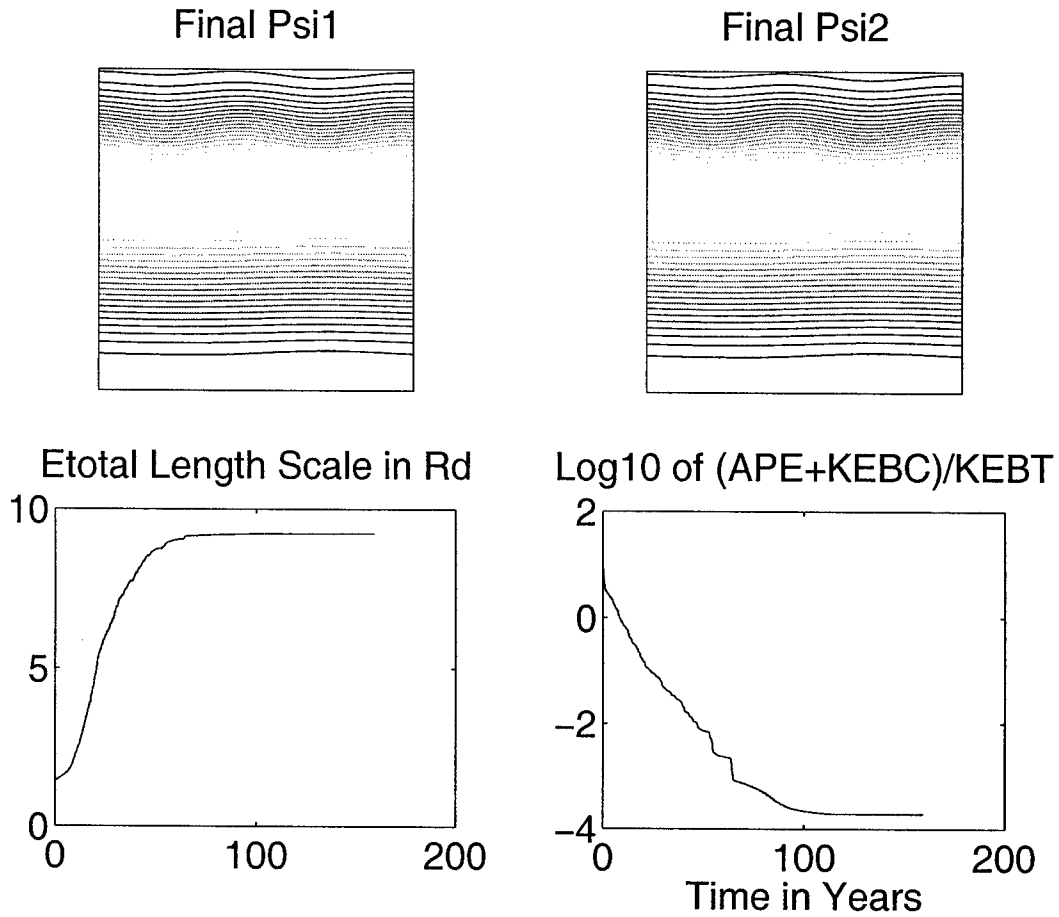 Final Psi1
Final Psi2
Etotal Length Scale in Rd
10
5
0
0
100
200
Log10 of (APE+KEBC)/KEBT
2
0
−2
−4
0
100
200
Time in Years